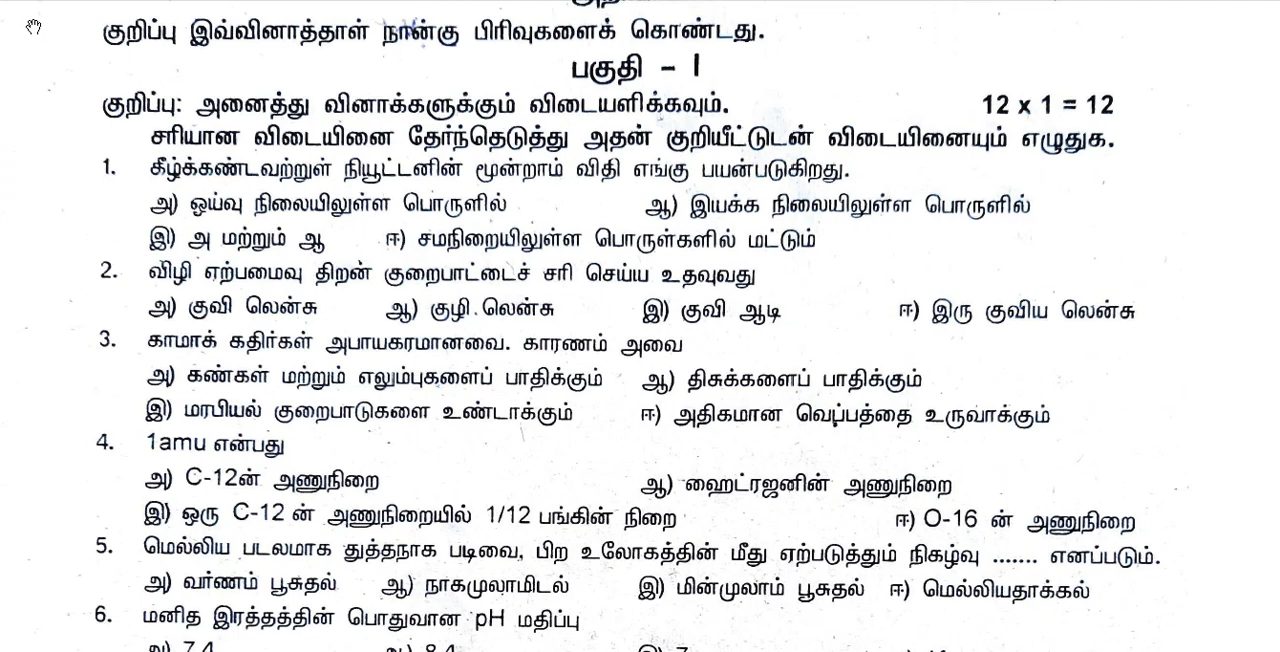 குறிப்பு இவ்வினாத்தாள் நான்கு பிரிவுகளைக் கொண்டது.
பகுதி – I
குறிப்பு: அனைத்து வினாக்களுக்கும் விடையளிக்கவும். 12 x 1 = 12
சரியான விடையினை தேர்ந்தெடுத்து அதன் குறியீட்டுடன் விடையினையும் எழுதுக.
1. கீழ்க்கண்டவற்றுள் நியூட்டனின் மூன்றாம் விதி எங்கு பயன்படுகிறது.
அ) ஒய்வு நிலையிலுள்ள பொருளில் ஆ) இயக்க நிலையிலுள்ள பொருளில்
இ) அ மற்றும் ஆ ஈ) சமநிறையிலுள்ள பொருள்களில் மட்டும்
2. விழி ஏற்பமைவு திறன் குறைபாட்டைச் சரி செய்ய உதவுவது
அ) குவி லென்சு ஆ) குழி லென்சு இ) குவி ஆடி ஈ) இரு குவிய லென்சு
3. காமாக் கதிர்கள் அபாயகரமானவை. காரணம் அவை
அ) கண்கள் மற்றும் எலும்புகளைப் பாதிக்கும் ஆ) திசுக்களைப் பாதிக்கும்
இ) மரபியல் குறைபாடுகளை உண்டாக்கும் ஈ) அதிகமான வெப்பத்தை உருவாக்கும்
4. 1amu என்பது
அ) C-12ன் அணுநிறை ஆ) ஹைட்ரஜனின் அணுநிறை
இ) ஒரு C-12 ன் அணுநிறையில் 1/12 பங்கின் நிறை ஈ) O-16 ன் அணுநிறை
5. மெல்லிய படலமாக துத்தநாக படிவை, பிற உலோகத்தின் மீது ஏற்படுத்தும் நிகழ்வு ....... எனப்படும்.
அ) வர்ணம் பூசுதல் ஆ) நாகமுலாமிடல் இ) மின்முலாம் பூசுதல் ஈ) மெல்லியதாக்கல்
6. மனித இரத்தத்தின் பொதுவான pH மதிப்பு